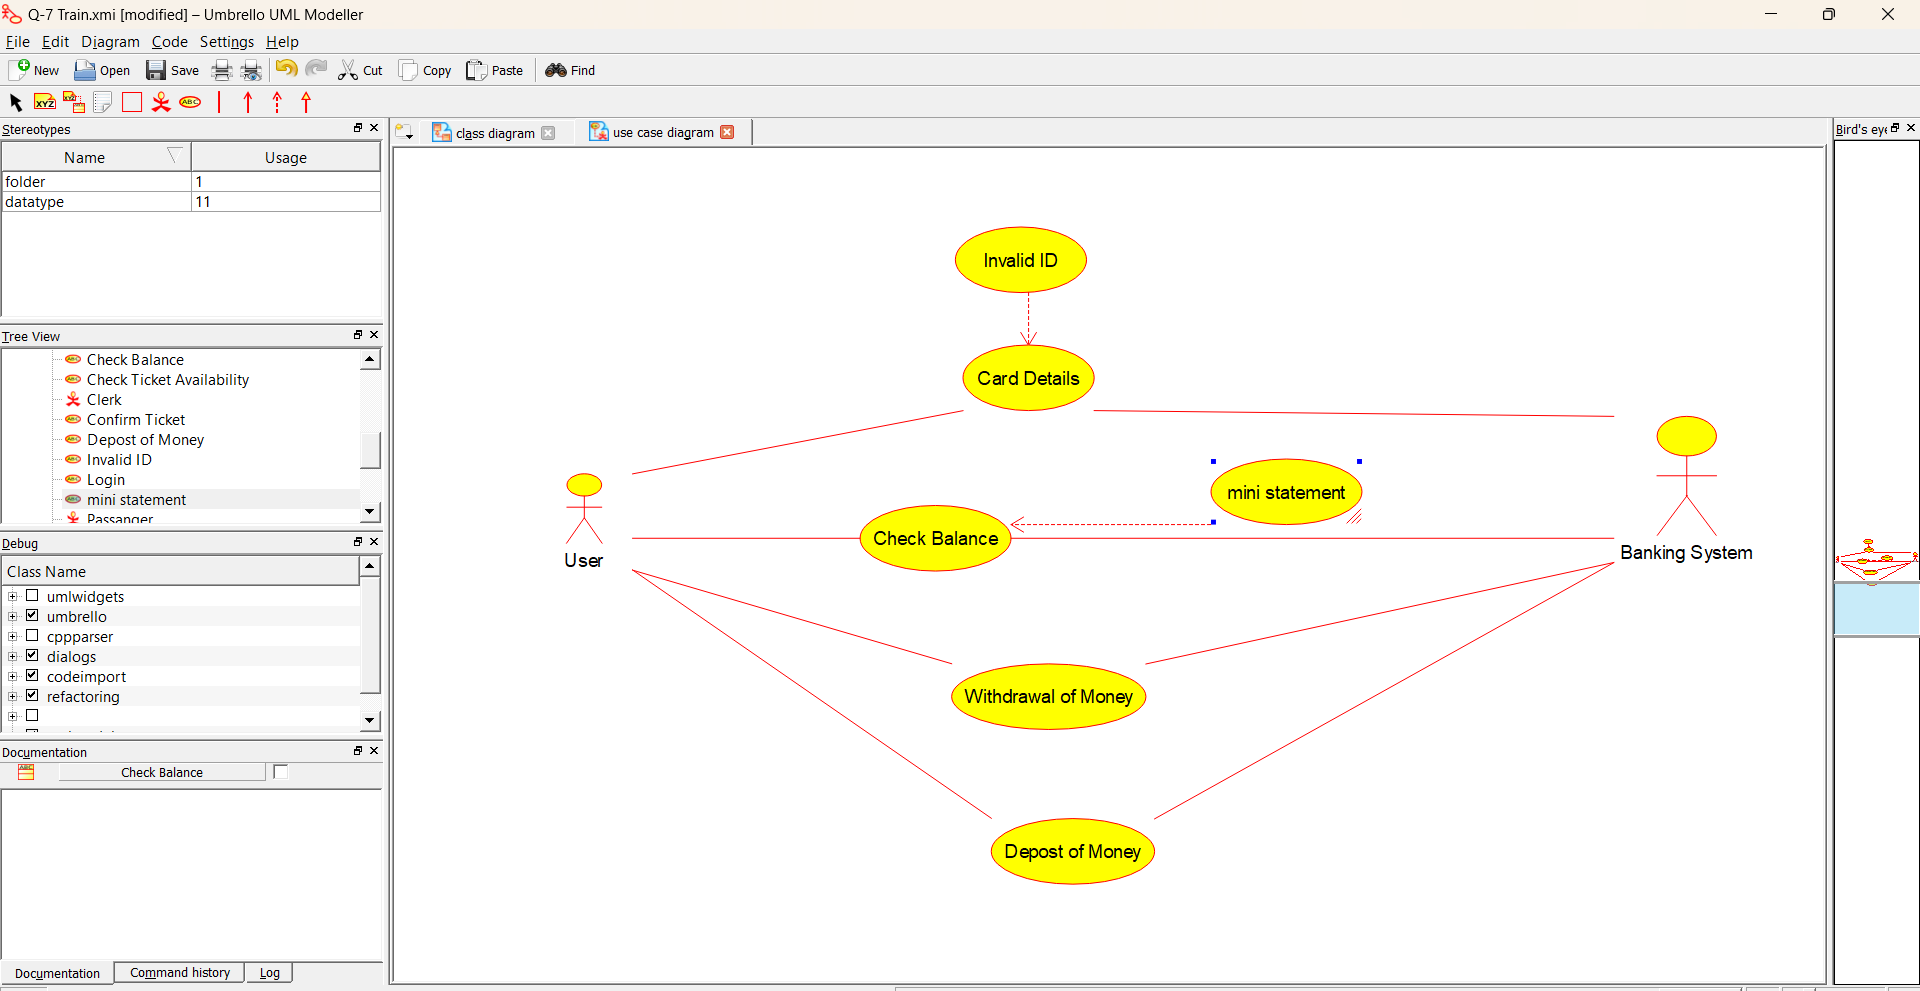 Q-7 Train.xmi [modified] – Umbrello UML Modeller
File Edit Diagram Code Settings Help
New Open Save Cut Copy Paste Find
XYZ XYZ ABC
Stereotypes
Name Usage
folder 1
datatype 11
Tree View
Check Balance
Check Ticket Availability
Clerk
Confirm Ticket
Depost of Money
Invalid ID
Login
mini statement
Passanger
Debug
Class Name
umlwidgets
umbrello
cppparser
dialogs
codeimport
refactoring
Documentation
Check Balance
Documentation Command history Log
class diagram use case diagram
Invalid ID
Card Details
mini statement
Check Balance
User
Banking System
Withdrawal of Money
Depost of Money
Bird's eye